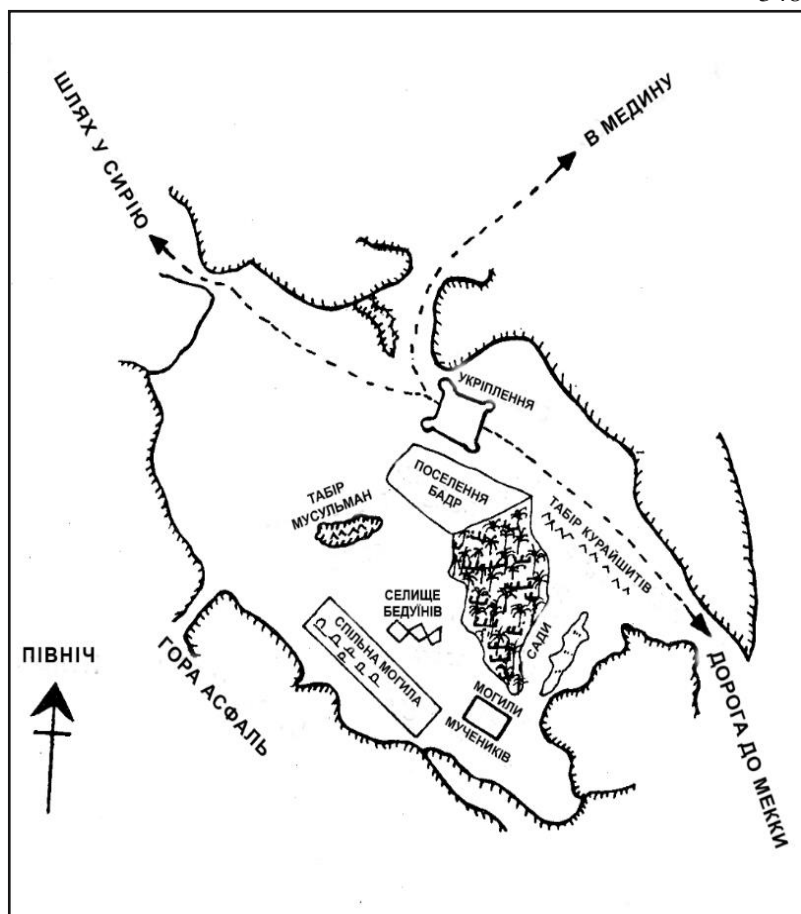 ШЛЯХ У СИРІЮ
В МЕДИНУ
УКРІПЛЕННЯ
ПОСЕЛЕННЯ
БАДР
ТАБІР
МУСУЛЬМАН
ТАБІР КУРАЙШИТІВ
СЕЛИЩЕ
БЕДУЇНІВ
СПІЛЬНА МОГИЛА
САДИ
МОГИЛИ
МУЧЕНИКІВ
ПІВНІЧ
ГОРА АСФАЛЬ
ДОРОГА ДО МЕККИ